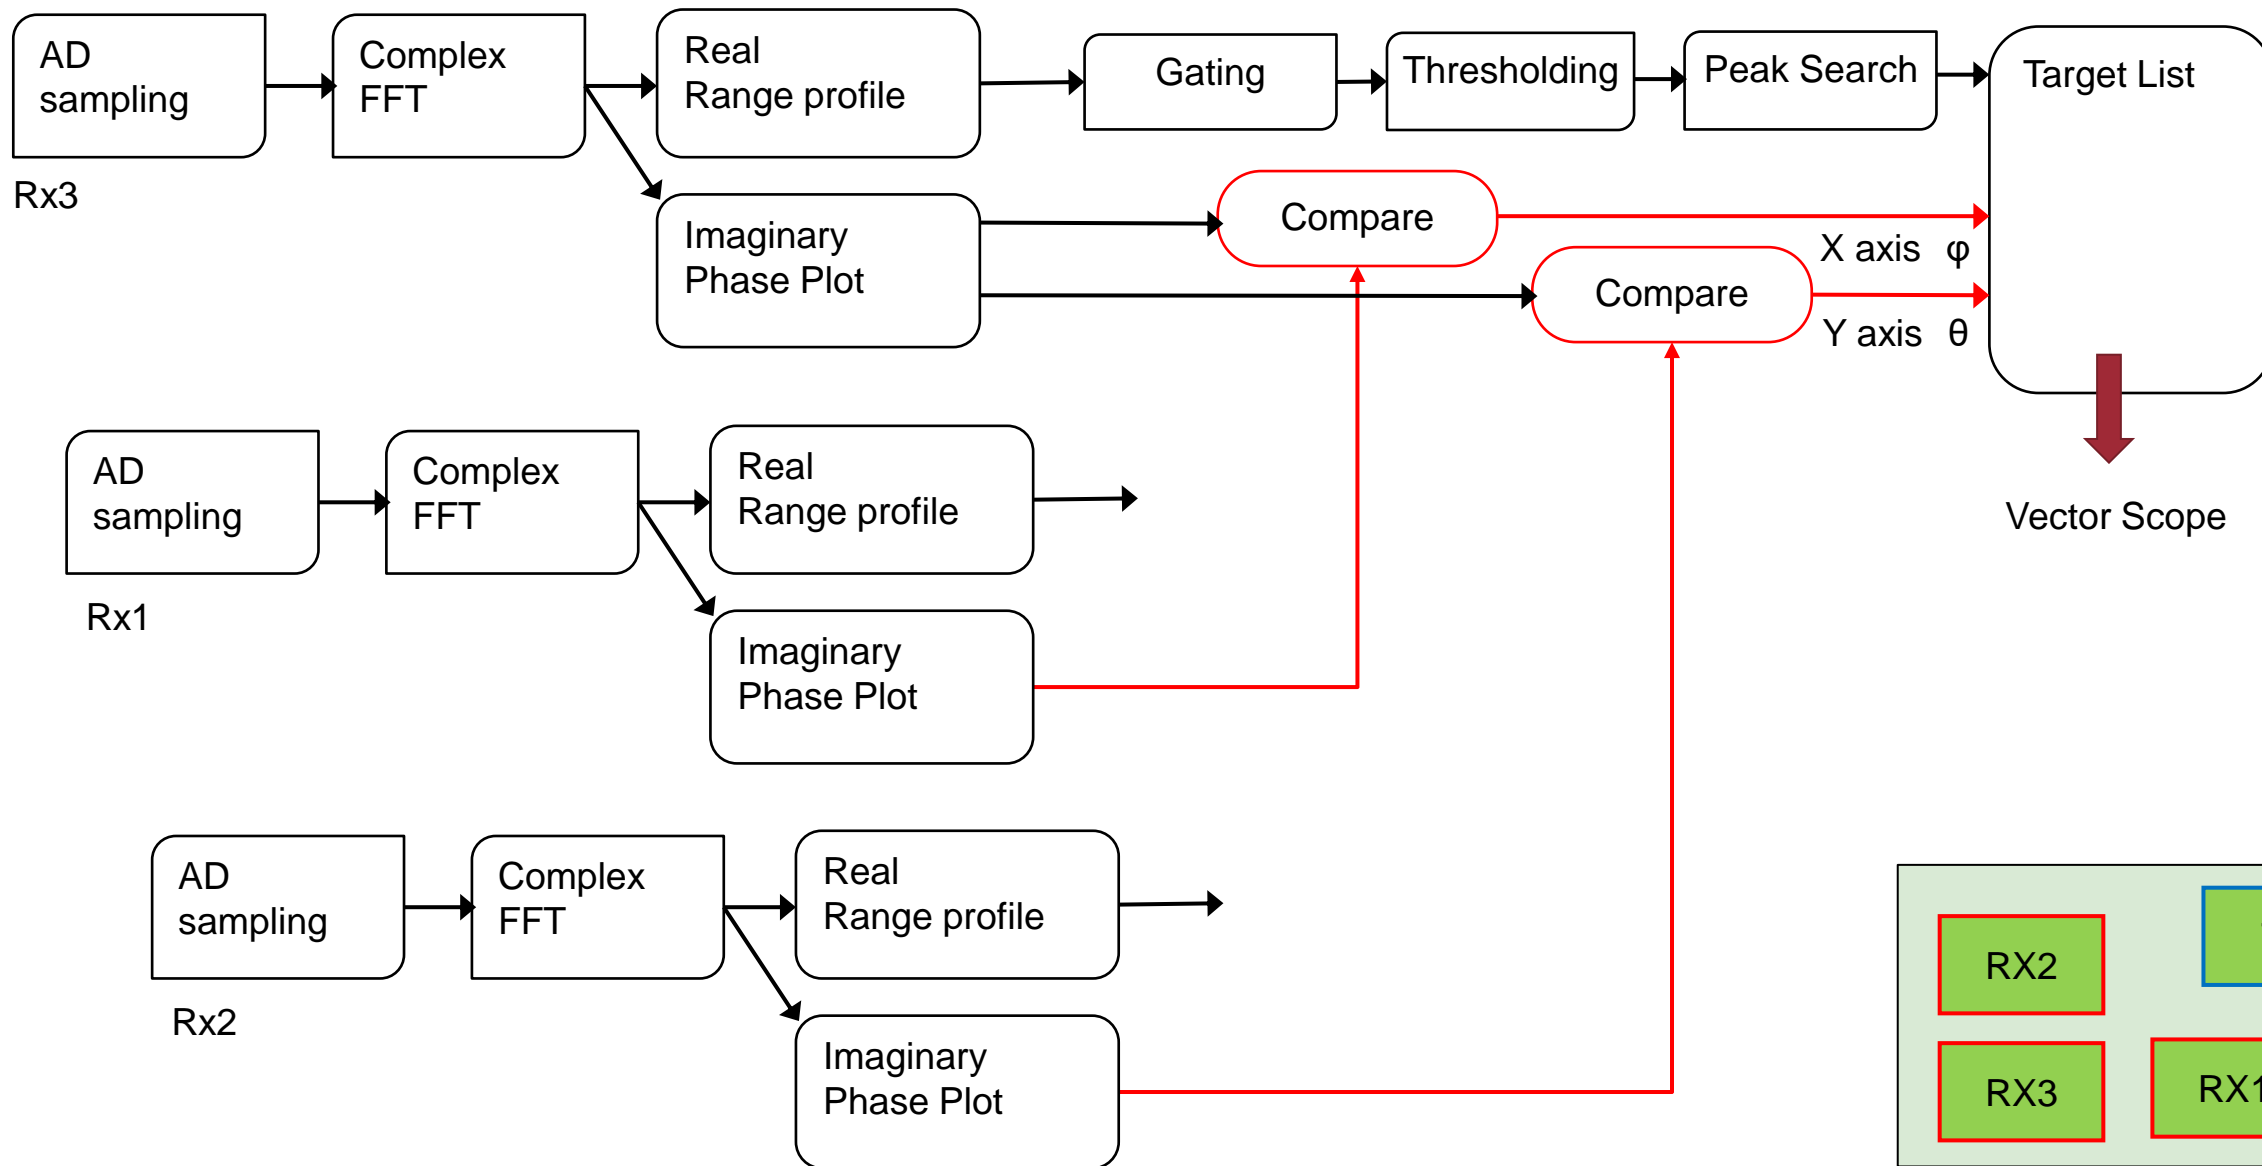 AD
sampling
Complex
FFT
Real
Range profile
Gating
Thresholding
Peak Search
Target List
Rx3
Imaginary
Phase Plot
Compare
X axis φ
Compare
Y axis θ
AD
sampling
Complex
FFT
Real
Range profile
Vector Scope
Rx1
Imaginary
Phase Plot
AD
sampling
Complex
FFT
Real
Range profile
Rx2
Imaginary
Phase Plot
RX2
RX3
RX1